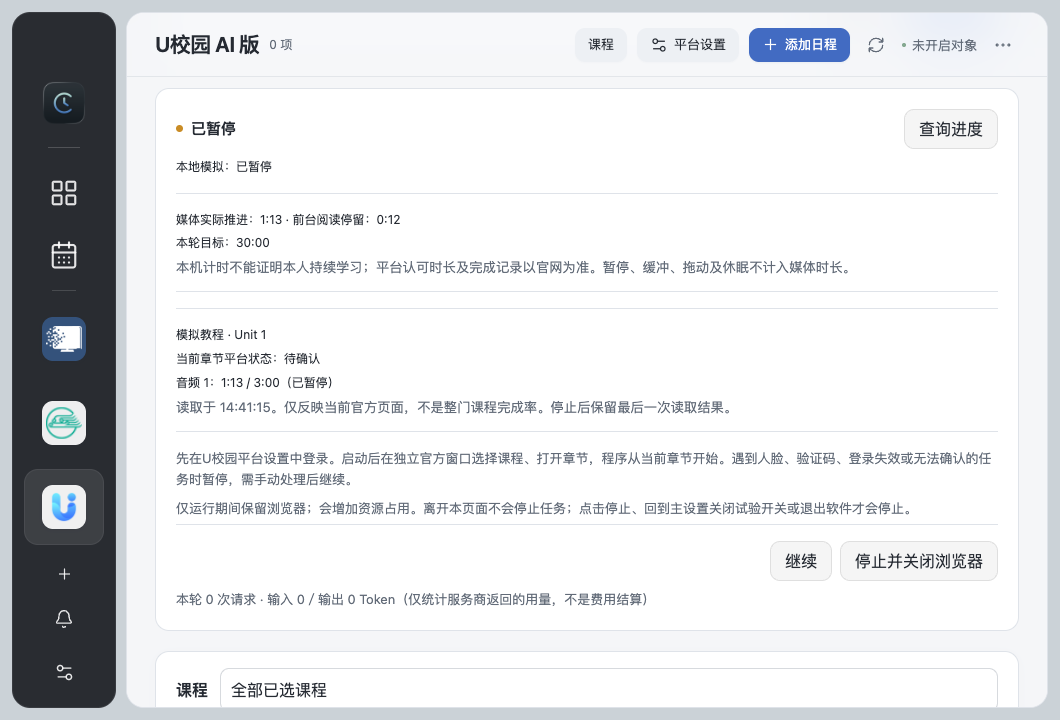 U校园 AI 版 0 项
课程 平台设置 添加日程 未开启对象
已暂停
查询进度
本地模拟：已暂停
媒体实际推进：1:13 · 前台阅读停留：0:12
本轮目标：30:00
本机计时不能证明本人持续学习；平台认可时长及完成记录以官网为准。暂停、缓冲、拖动及休眠不计入媒体时长。
模拟教程 · Unit 1
当前章节平台状态：待确认
音频 1：1:13 / 3:00（已暂停）
读取于 14:41:15。仅反映当前官方页面，不是整门课程完成率。停止后保留最后一次读取结果。
先在U校园平台设置中登录。启动后在独立官方窗口选择课程、打开章节，程序从当前章节开始。遇到人脸、验证码、登录失效或无法确认的任
务时暂停，需手动处理后继续。
仅运行期间保留浏览器；会增加资源占用。离开本页面不会停止任务；点击停止、回到主设置关闭试验开关或退出软件才会停止。
继续 停止并关闭浏览器
本轮 0 次请求 · 输入 0 / 输出 0 Token（仅统计服务商返回的用量，不是费用结算）
课程 全部已选课程